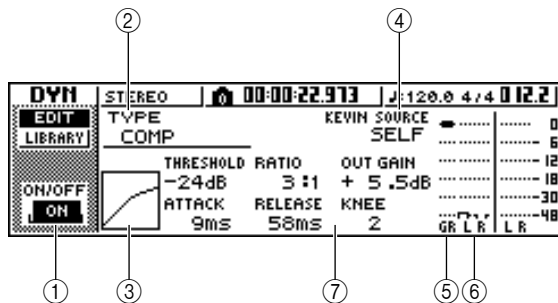 ② ④
DYN STEREO 00:00:22.973 ♩:120.0 4/4 012.2
EDIT TYPE KEVIN SOURCE
LIBRARY COMP SELF
THRESHOLD RATIO OUT GAIN
-24dB 3:1 + 5.5dB
ON/OFF ATTACK RELEASE KNEE
ON 9ms 58ms 2
0
6
12
18
30
48
GR L R L R
① ③ ⑦ ⑤ ⑥